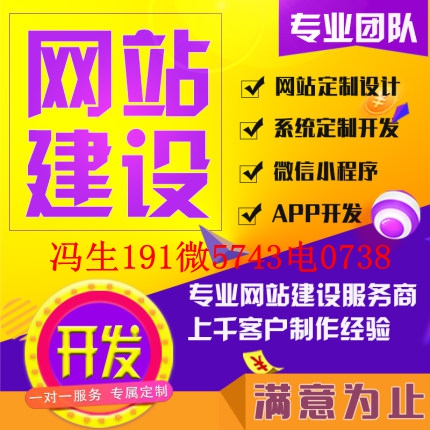 专业团队
网站
建设
网站定制设计
系统定制开发
微信小程序
APP开发
冯生191微5743电0738
专业网站建设服务商
上千客户制作经验
开发
一对一服务 专属定制
满意为止